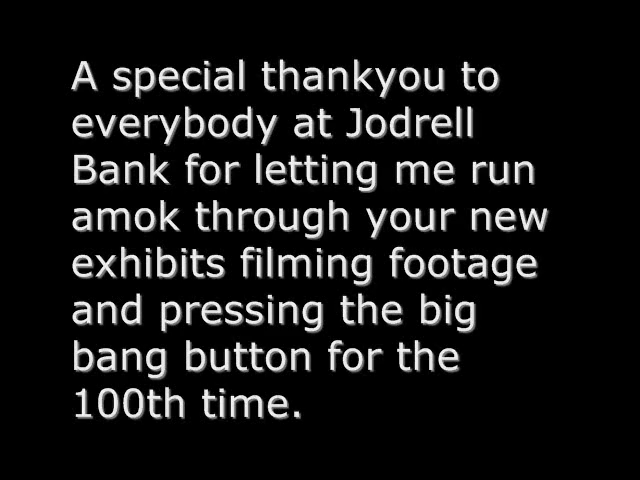 A special thankyou to
everybody at Jodrell
Bank for letting me run
amok through your new
exhibits filming footage
and pressing the big
bang button for the
100th time.